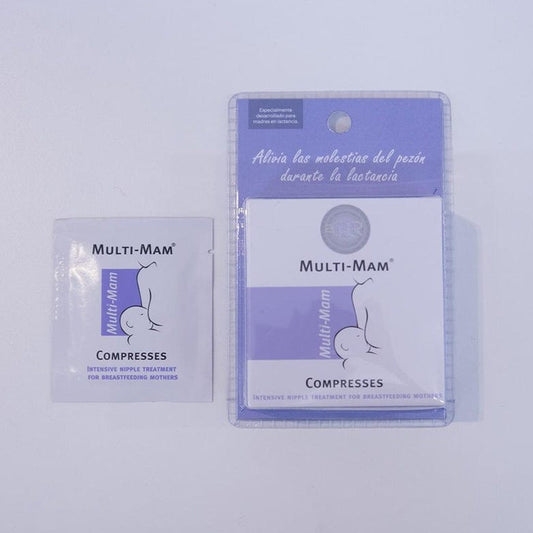 MULTI-MAM®
Multi-Mam
COMPRESSES
INTENSIVE NIPPLE TREATMENT
FOR BREASTFEEDING MOTHERS
Especialmente
desarrollado para
madres en lactancia.
Alivia las molestias del pezón
durante la lactancia
MULTI-MAM®
Multi-Mam
COMPRESSES
INTENSIVE NIPPLE TREATMENT FOR BREASTFEEDING MOTHERS